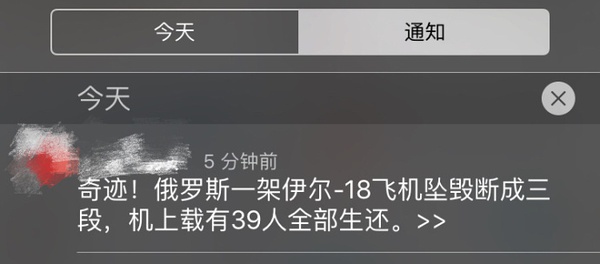 今天 通知
今天
5 分钟前
奇迹！俄罗斯一架伊尔-18飞机坠毁断成三
段，机上载有39人全部生还。>>